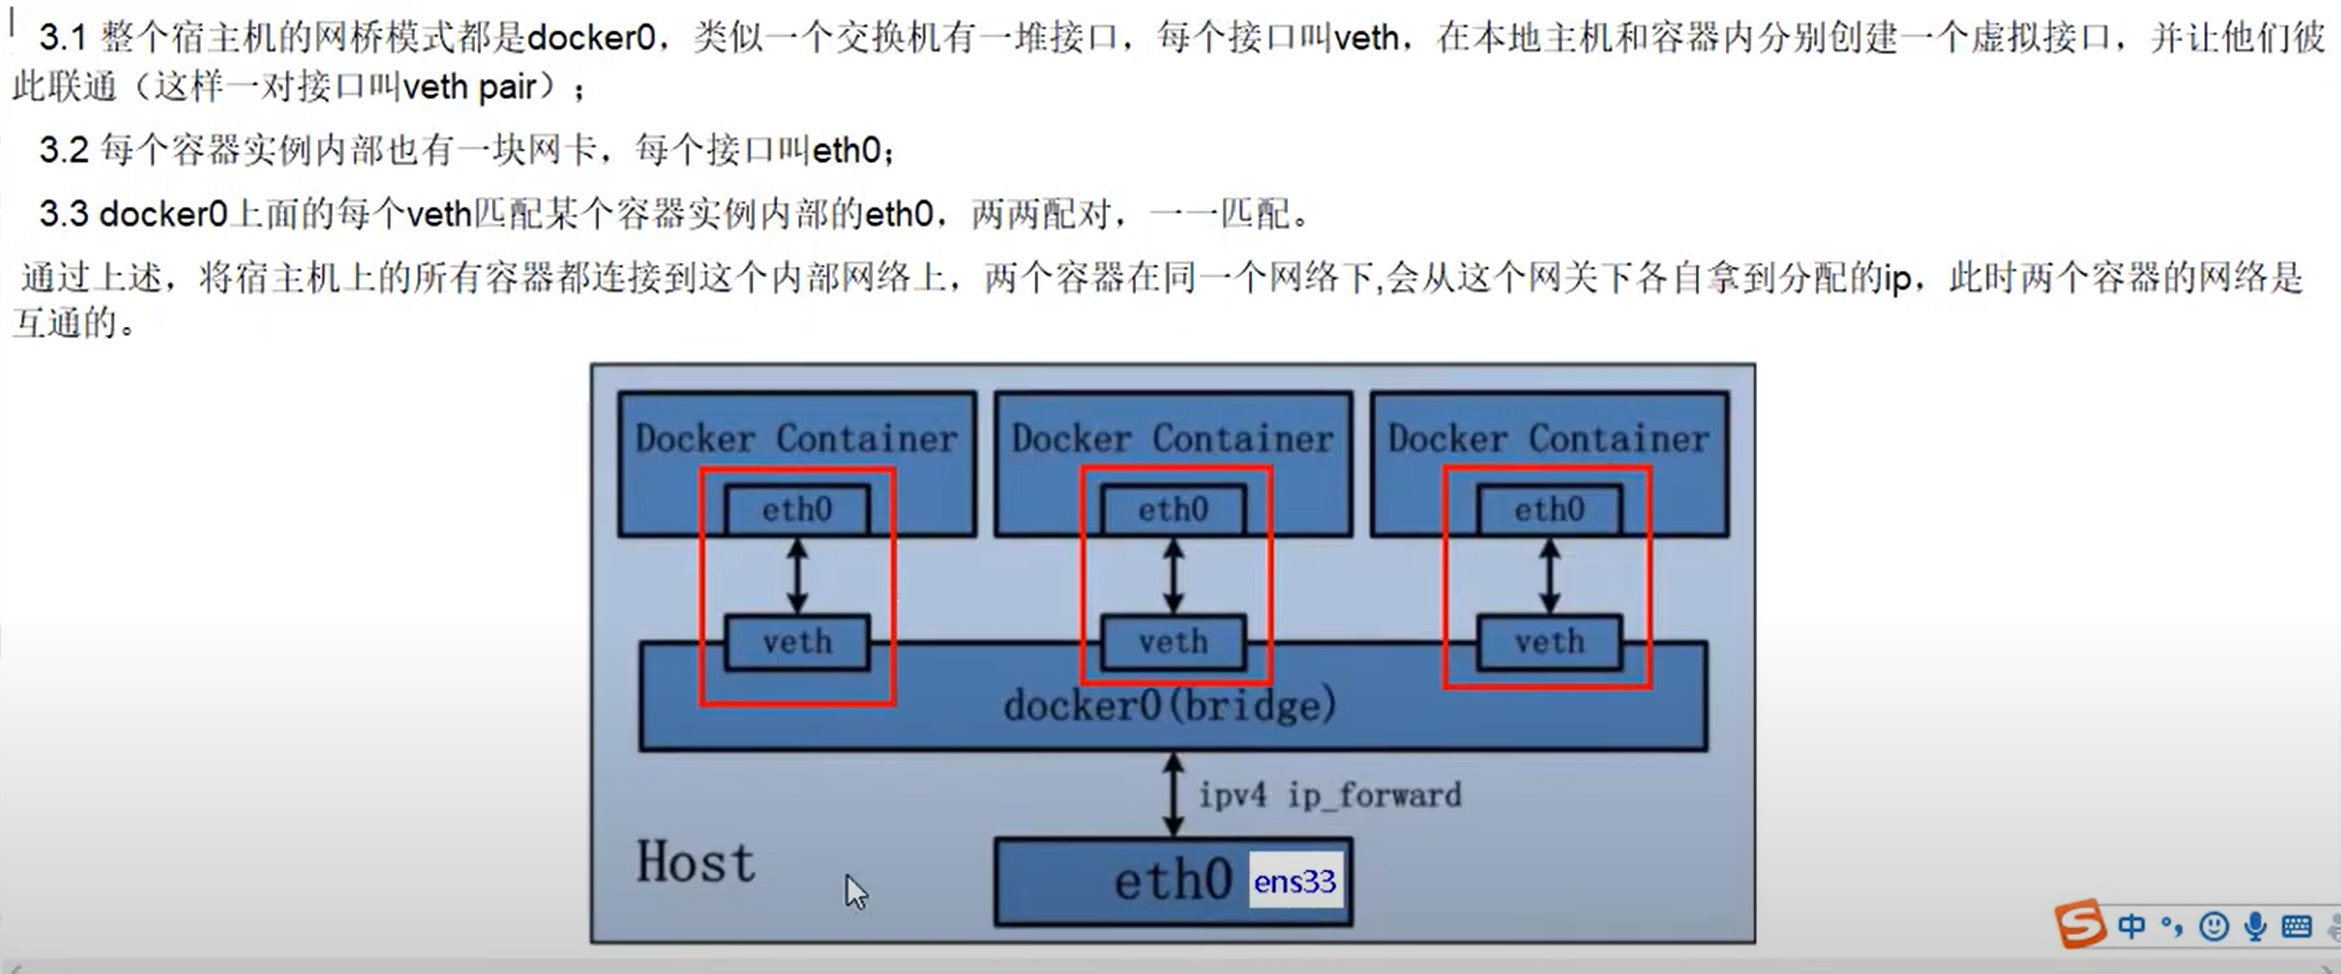 3.1 整个宿主机的网桥模式都是docker0，类似一个交换机有一堆接口，每个接口叫veth，在本地主机和容器内分别创建一个虚拟接口，并让他们彼
此联通（这样一对接口叫veth pair）；
3.2 每个容器实例内部也有一块网卡，每个接口叫eth0；
3.3 docker0上面的每个veth匹配某个容器实例内部的eth0，两两配对，一一匹配。
通过上述，将宿主机上的所有容器都连接到这个内部网络上，两个容器在同一个网络下,会从这个网关下各自拿到分配的ip，此时两个容器的网络是
互通的。
Docker Container Docker Container Docker Container
eth0 eth0 eth0
veth veth veth
docker0(bridge)
ipv4 ip_forward
Host
eth0 ens33
中